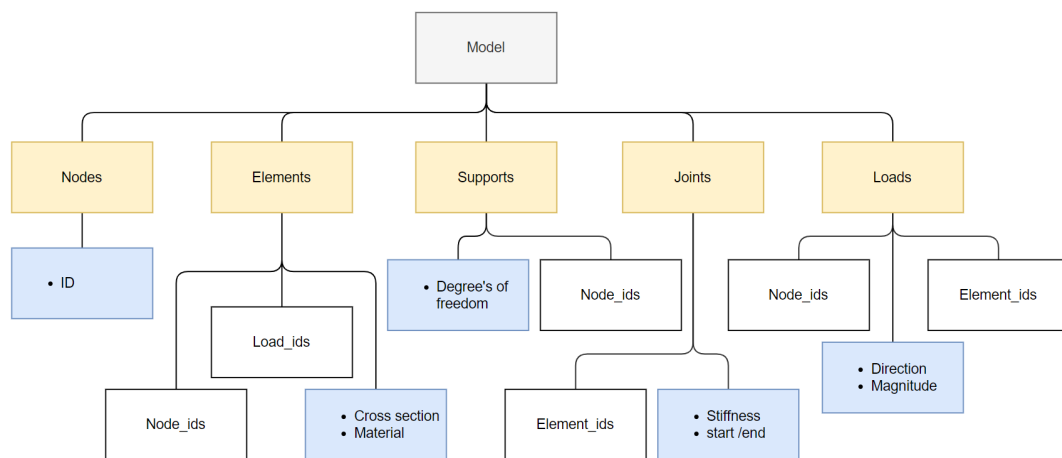 Model
Nodes
Elements
Supports
Joints
Loads
• ID
• Degree's of
freedom
Node_ids
Node_ids
Element_ids
Load_ids
• Direction
• Magnitude
Node_ids
• Cross section
• Material
Element_ids
• Stiffness
• start /end